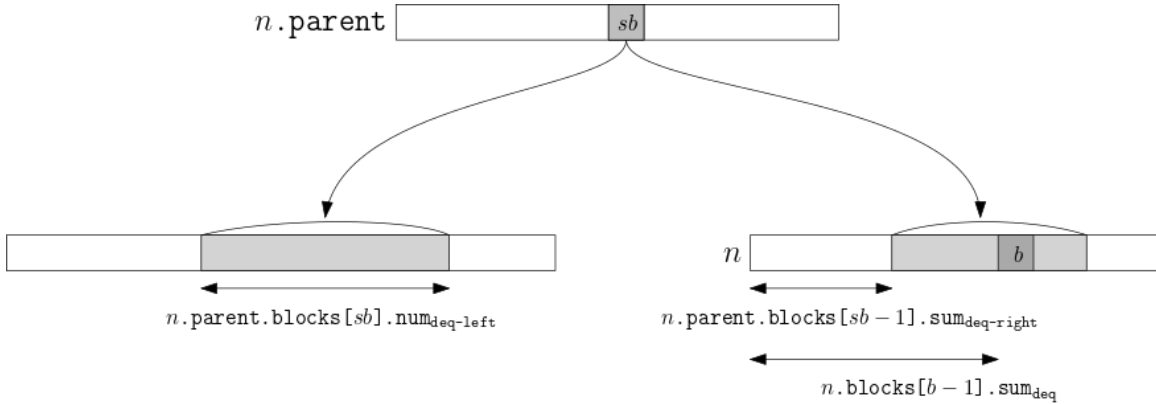 n.parent
sb
n
b
n.parent.blocks[sb].num_deq-left
n.parent.blocks[sb − 1].sum_deq-right
n.blocks[b − 1].sum_deq